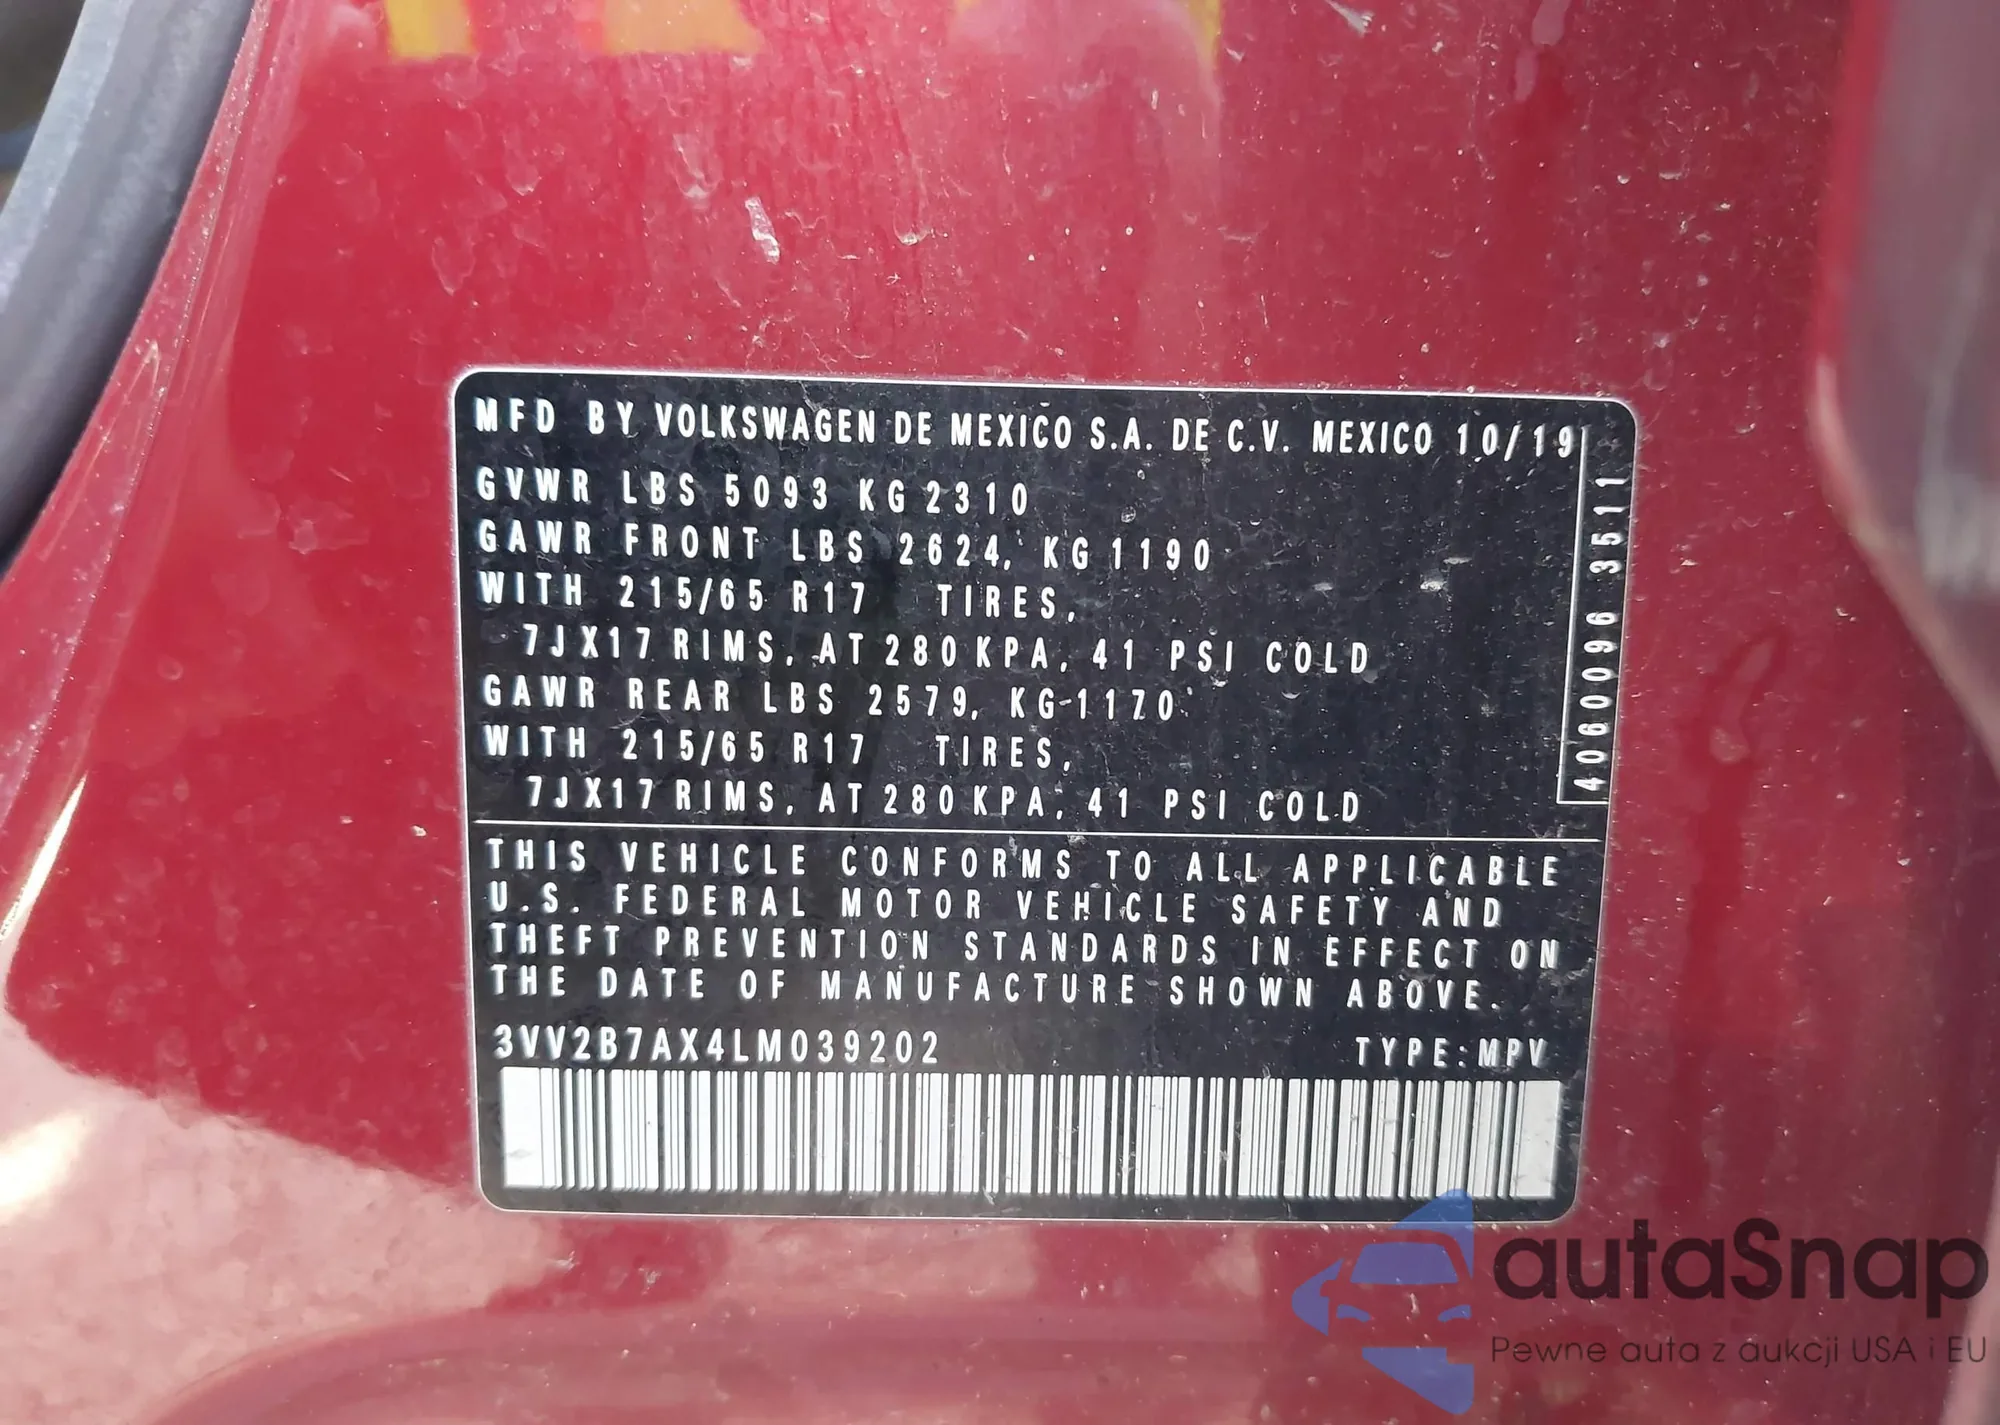 MFD BY VOLKSWAGEN DE MEXICO S.A. DE C.V. MEXICO 10/19
GVWR LBS 5093 KG 2310
GAWR FRONT LBS 2624, KG 1190
WITH 215/65 R17 TIRES,
7JX17 RIMS, AT 280 KPA, 41 PSI COLD
GAWR REAR LBS 2579, KG 1170
WITH 215/65 R17 TIRES,
7JX17 RIMS, AT 280 KPA, 41 PSI COLD
4060096 3511
THIS VEHICLE CONFORMS TO ALL APPLICABLE
U.S. FEDERAL MOTOR VEHICLE SAFETY AND
THEFT PREVENTION STANDARDS IN EFFECT ON
THE DATE OF MANUFACTURE SHOWN ABOVE.
3VV2B7AX4LM039202 TYPE: MPV
autaSnap
Pewne auta z aukcji USA i EU